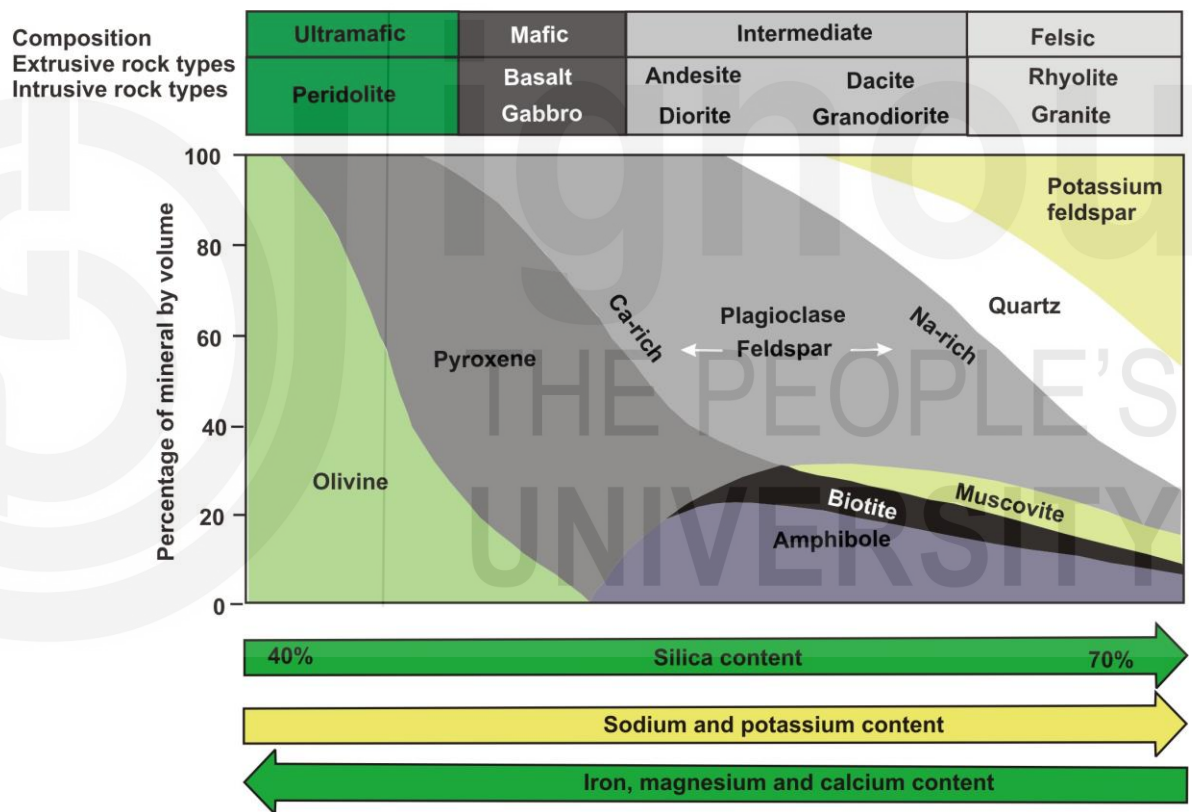 Composition
Extrusive rock types
Intrusive rock types
Ultramafic
Mafic
Intermediate
Felsic
Peridolite
Basalt
Gabbro
Andesite
Dacite
Diorite
Granodiorite
Rhyolite
Granite
Percentage of mineral by volume
100
80
60
40
20
0
Olivine
Pyroxene
Ca-rich
Plagioclase
Feldspar
Na-rich
Quartz
Potassium
feldspar
Biotite
Muscovite
Amphibole
ignou
THE PEOPLE'S
UNIVERSITY
40%
Silica content
70%
Sodium and potassium content
Iron, magnesium and calcium content